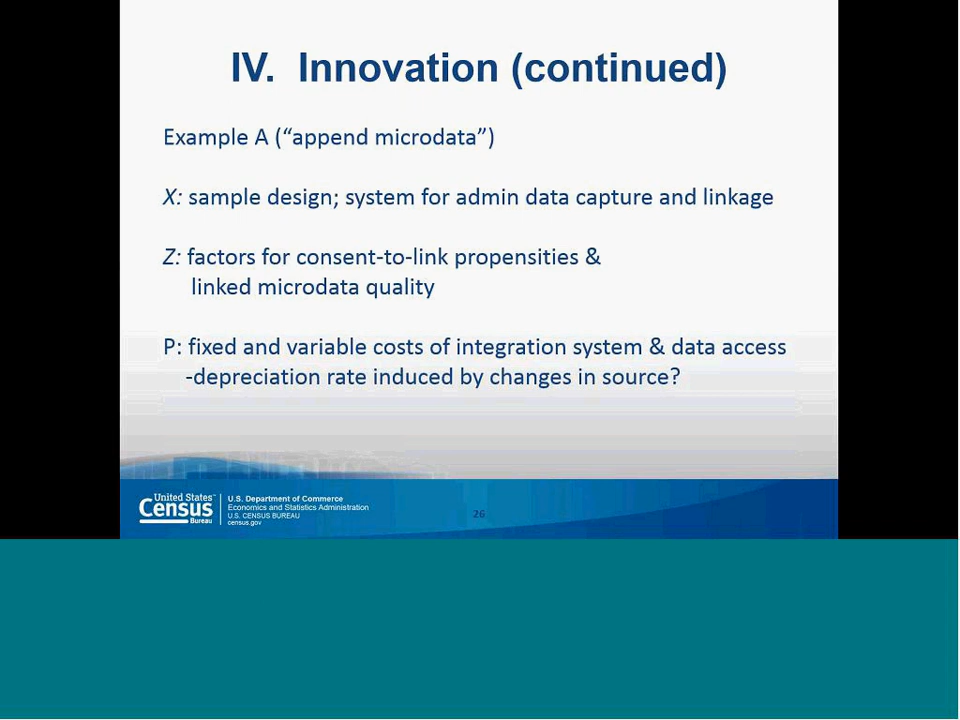 IV. Innovation (continued)
Example A (“append microdata”)
X: sample design; system for admin data capture and linkage
Z: factors for consent-to-link propensities &
linked microdata quality
P: fixed and variable costs of integration system & data access
-depreciation rate induced by changes in source?
United States™
Census
Bureau
U.S. Department of Commerce
Economics and Statistics Administration
U.S. CENSUS BUREAU
census.gov
26